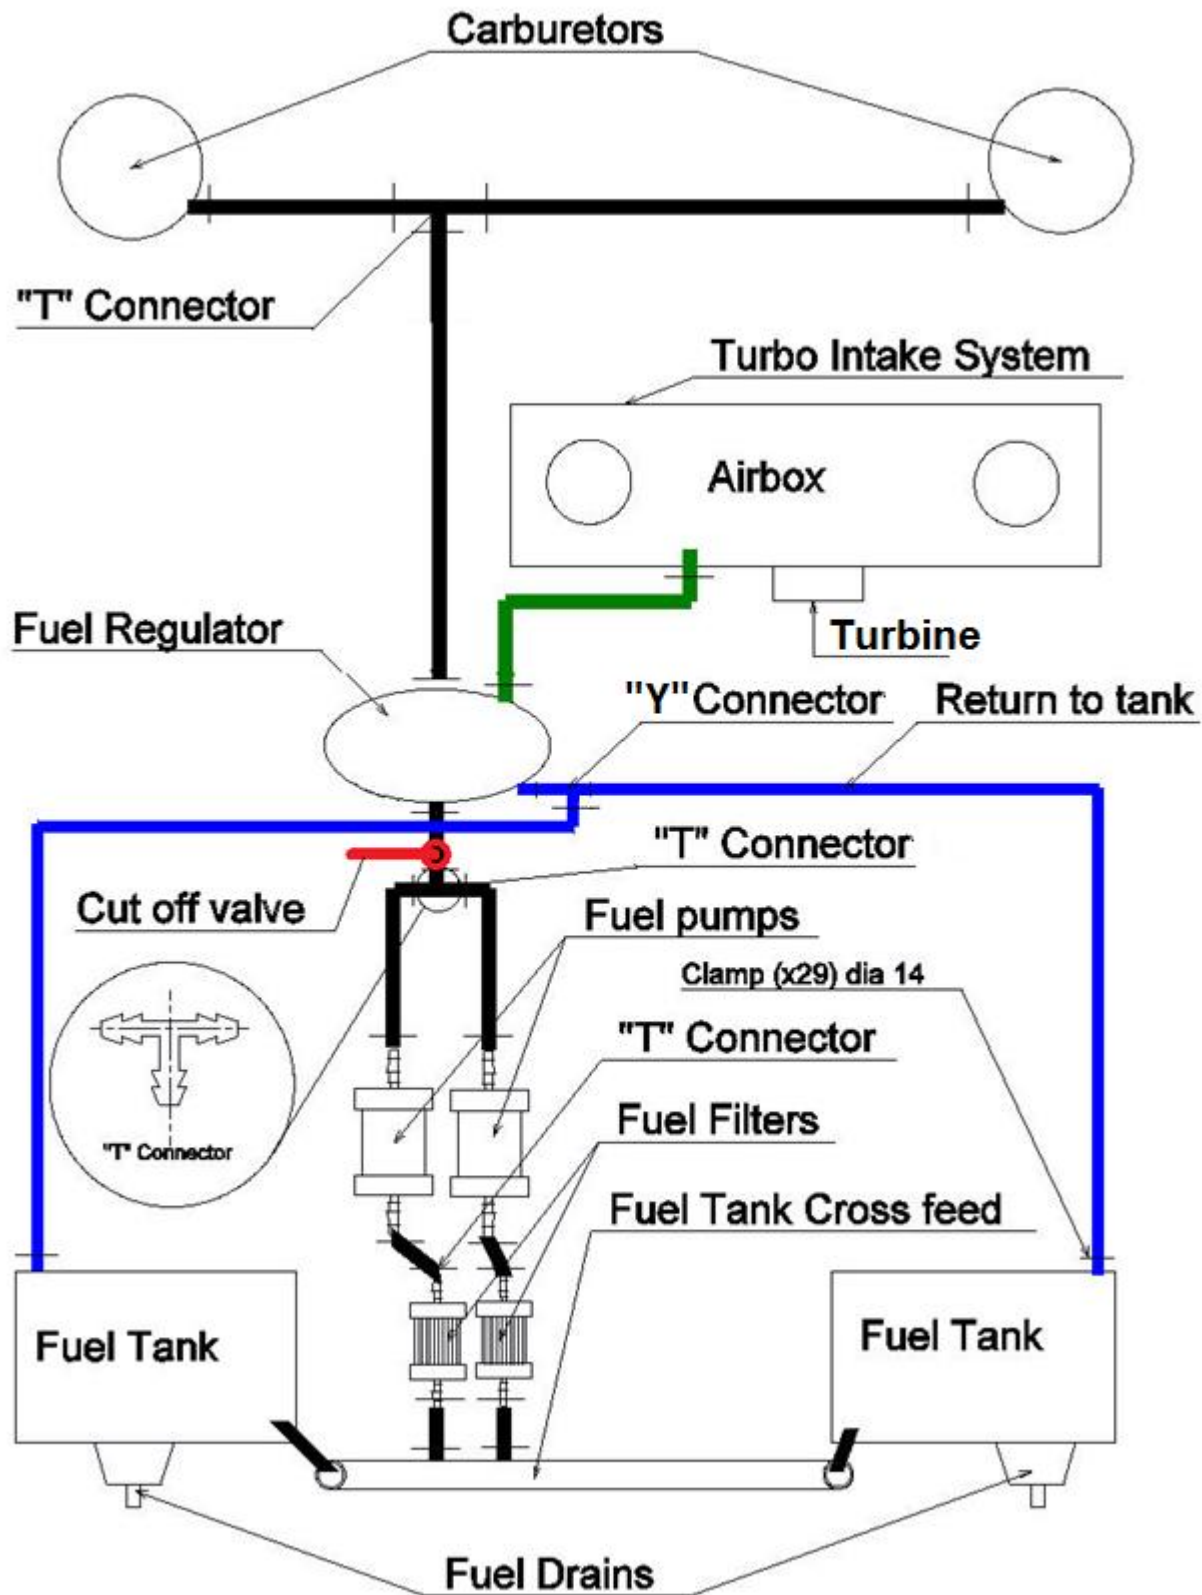 Carburetors
"T" Connector
Turbo Intake System
Airbox
Fuel Regulator
Turbine
"Y" Connector
Return to tank
"T" Connector
Cut off valve
Fuel pumps
Clamp (x29) dia 14
"T" Connector
"T" Connector
Fuel Filters
Fuel Tank Cross feed
Fuel Tank
Fuel Tank
Fuel Drains